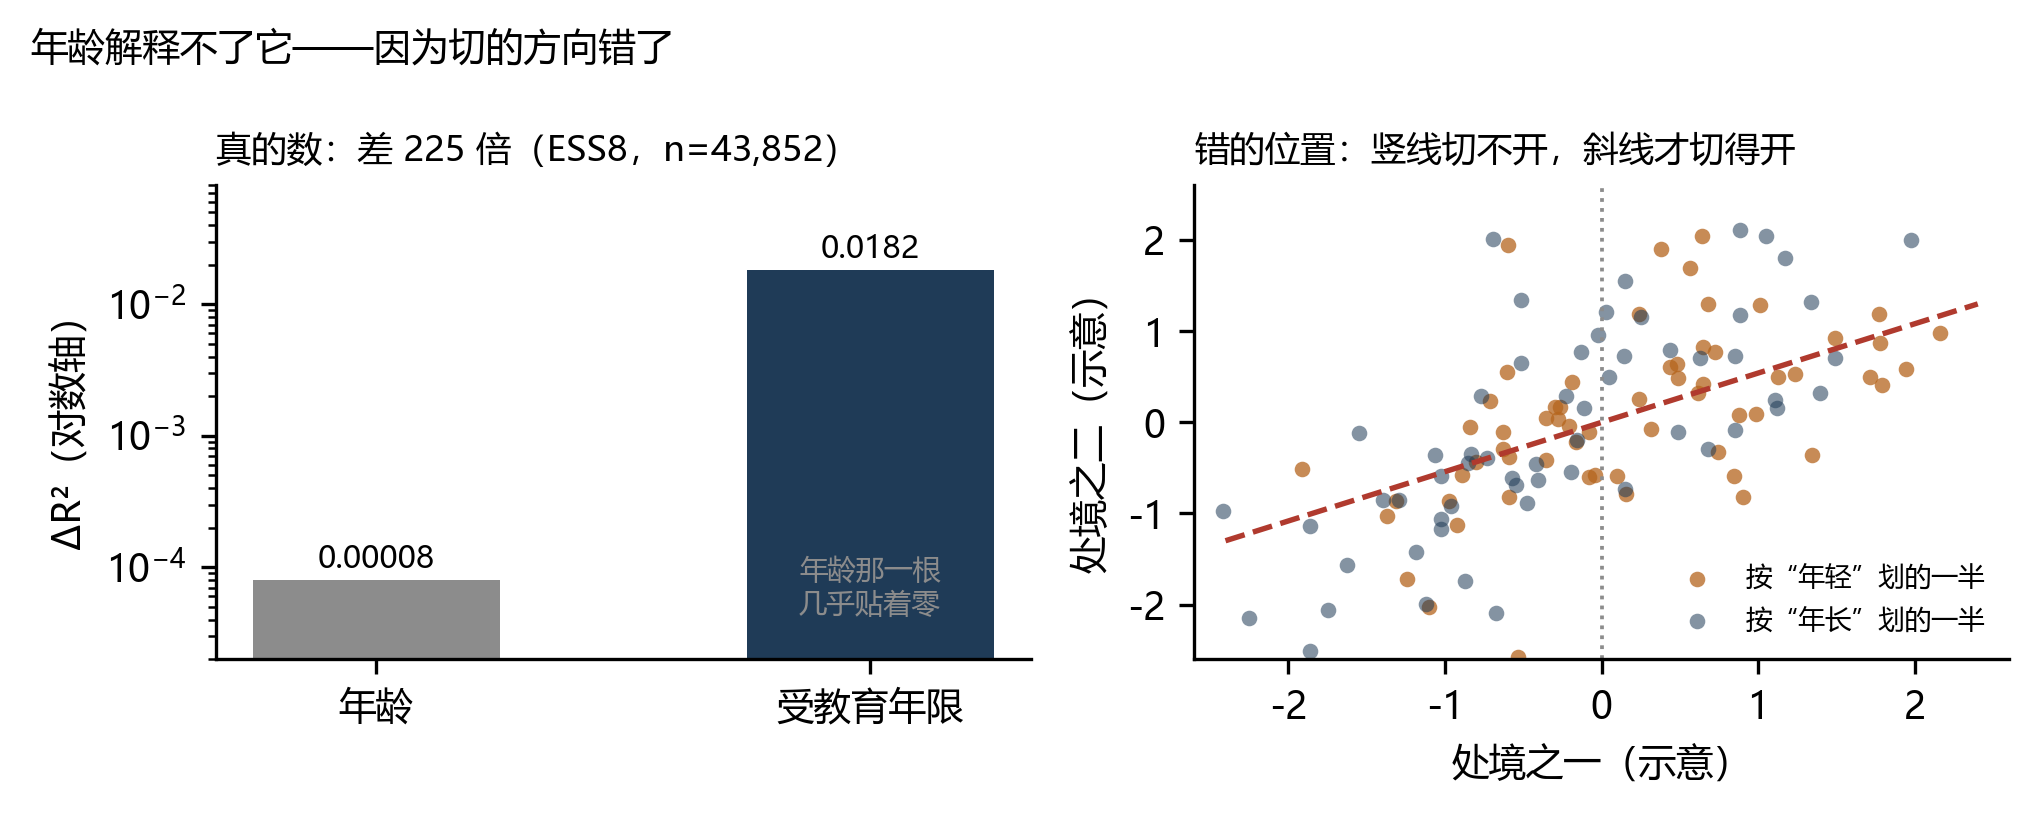 年龄解释不了它——因为切的方向错了
真的数：差 225 倍（ESS8，n=43,852）
ΔR²（对数轴）
10⁻²
10⁻³
10⁻⁴
0.00008
0.0182
年龄那一根
几乎贴着零
年龄
受教育年限
错的位置：竖线切不开，斜线才切得开
处境之二（示意）
2
1
0
-1
-2
按“年轻”划的一半
按“年长”划的一半
-2
-1
0
1
2
处境之一（示意）